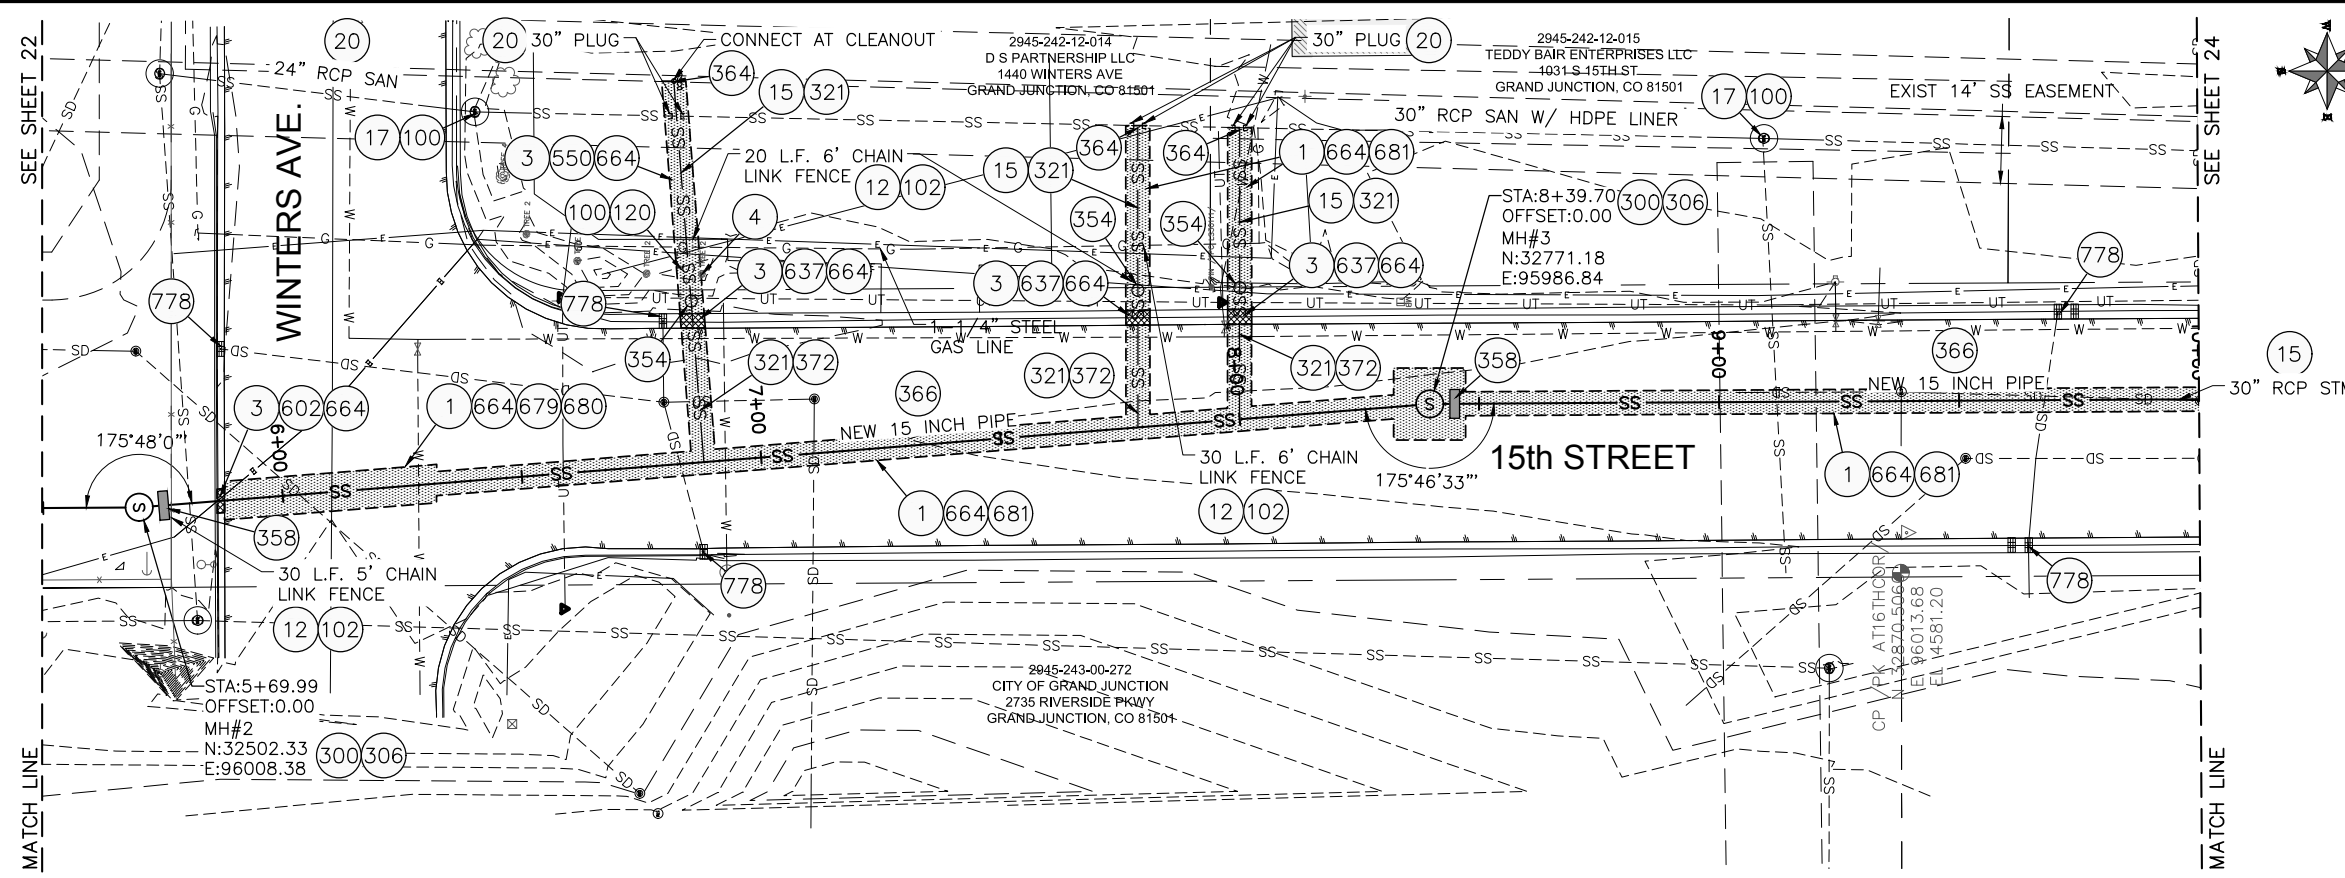 SEE SHEET 22
MATCH LINE
SEE SHEET 24
MATCH LINE
20
24" RCP SAN
WINTERS AVE.
17 100
20
30" PLUG
CONNECT AT CLEANOUT
364
15 321
3 550 664
20 L.F. 6' CHAIN
LINK FENCE
12 102
100 120
4
3 637 664
778
354
1 1/4" STEEL
GAS LINE
321 372
2945-242-12-014
D S PARTNERSHIP LLC
1440 WINTERS AVE
GRAND JUNCTION, CO 81501
30" PLUG
20
2945-242-12-015
TEDDY BAIR ENTERPRISES LLC
1031 S 15TH ST
GRAND JUNCTION, CO 81501
17 100
EXIST 14' SS EASEMENT
30" RCP SAN W/ HDPE LINER
364
364
15 321
1 664 681
15 321
354
354
3 637 664
3 637 664
STA:8+39.70
OFFSET:0.00
MH#3
N:32771.18
E:95986.84
300 306
778
778
321 372
321 372
358
366
366
NEW 15 INCH PIPE
NEW 15 INCH PIPE
15
30" RCP STM
6+00
7+00
8+00
9+00
3 602 664
1 664 679 680
175°48'0"
358
30 L.F. 5' CHAIN
LINK FENCE
12 102
STA:5+69.99
OFFSET:0.00
MH#2
N:32502.33
E:96008.38
300 306
1 664 681
30 L.F. 6' CHAIN
LINK FENCE
12 102
175°46'33"
15th STREET
1 664 681
778
778
2945-243-00-272
CITY OF GRAND JUNCTION
2735 RIVERSIDE PKWY
GRAND JUNCTION, CO 81501
E 96013.68
EL 4581.20